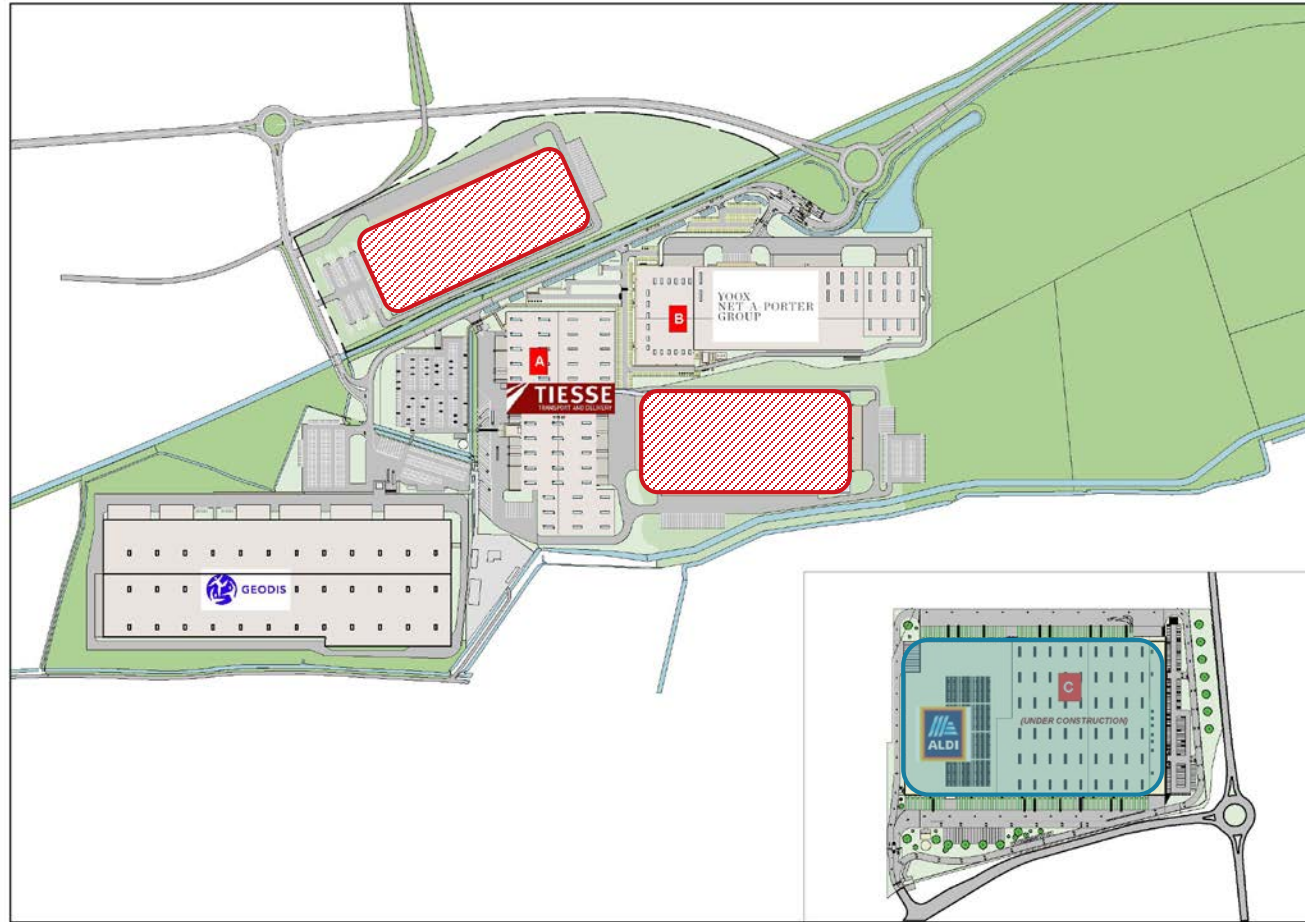 YOOX
NET-A-PORTER
GROUP
B
A
TIESSE
TRANSPORT AND DELIVERY
GEODIS
C
(UNDER CONSTRUCTION)
ALDI